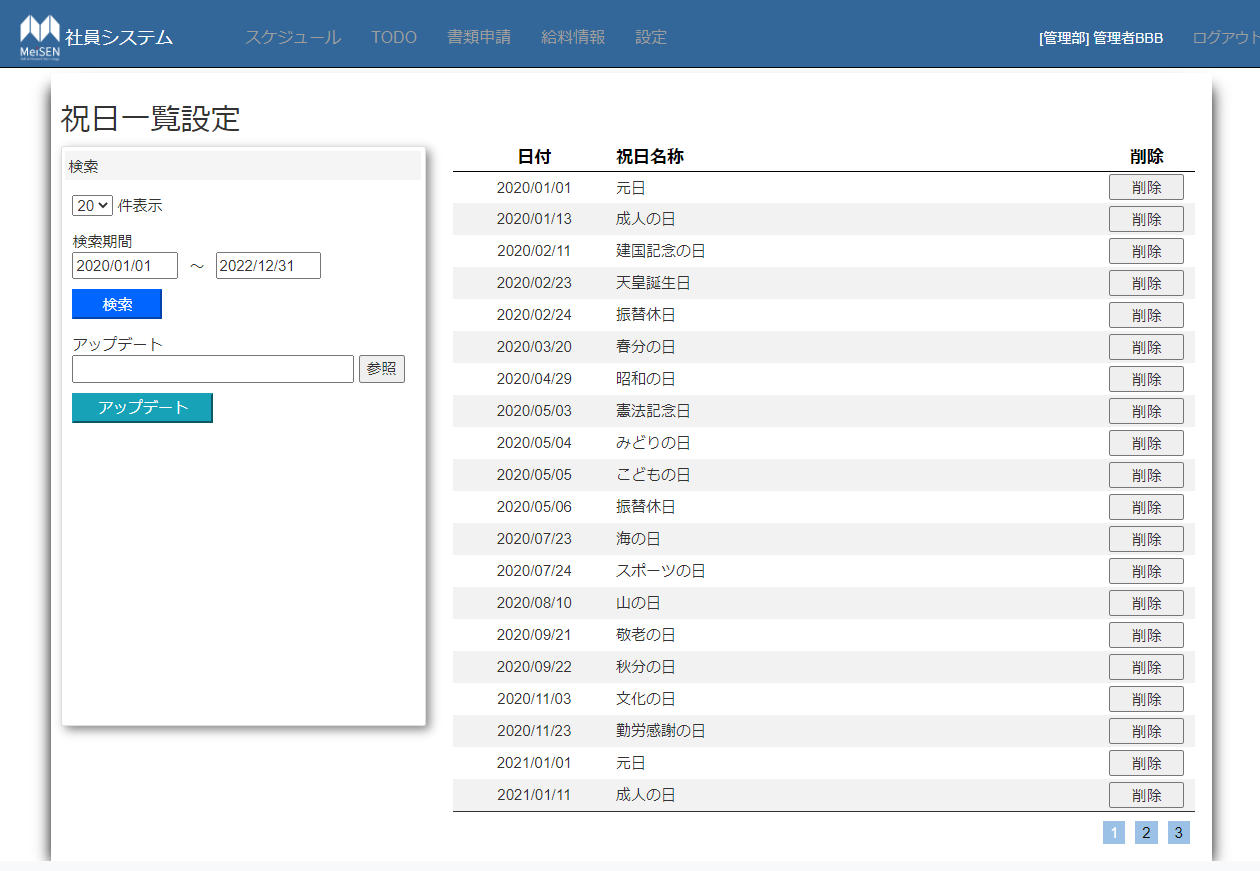 MeiSEN
社員システム スケジュール TODO 書類申請 給料情報 設定 [管理部] 管理者BBB ログアウト
祝日一覧設定
検索
20 件表示
検索期間
2020/01/01 ～ 2022/12/31
検索
アップデート
参照
アップデート
日付 祝日名称 削除
2020/01/01 元日 削除
2020/01/13 成人の日 削除
2020/02/11 建国記念の日 削除
2020/02/23 天皇誕生日 削除
2020/02/24 振替休日 削除
2020/03/20 春分の日 削除
2020/04/29 昭和の日 削除
2020/05/03 憲法記念日 削除
2020/05/04 みどりの日 削除
2020/05/05 こどもの日 削除
2020/05/06 振替休日 削除
2020/07/23 海の日 削除
2020/07/24 スポーツの日 削除
2020/08/10 山の日 削除
2020/09/21 敬老の日 削除
2020/09/22 秋分の日 削除
2020/11/03 文化の日 削除
2020/11/23 勤労感謝の日 削除
2021/01/01 元日 削除
2021/01/11 成人の日 削除
1 2 3